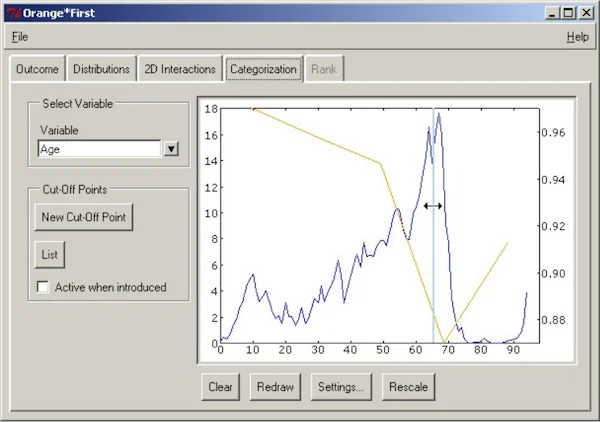 Orange*First
File Help
Outcome Distributions 2D Interactions Categorization Rank
Select Variable
Variable
Age
Cut-Off Points
New Cut-Off Point
List
Active when introduced
18
16
14
12
10
8
6
4
2
0
0.96
0.94
0.92
0.90
0.88
0 10 20 30 40 50 60 70 80 90
Clear Redraw Settings... Rescale